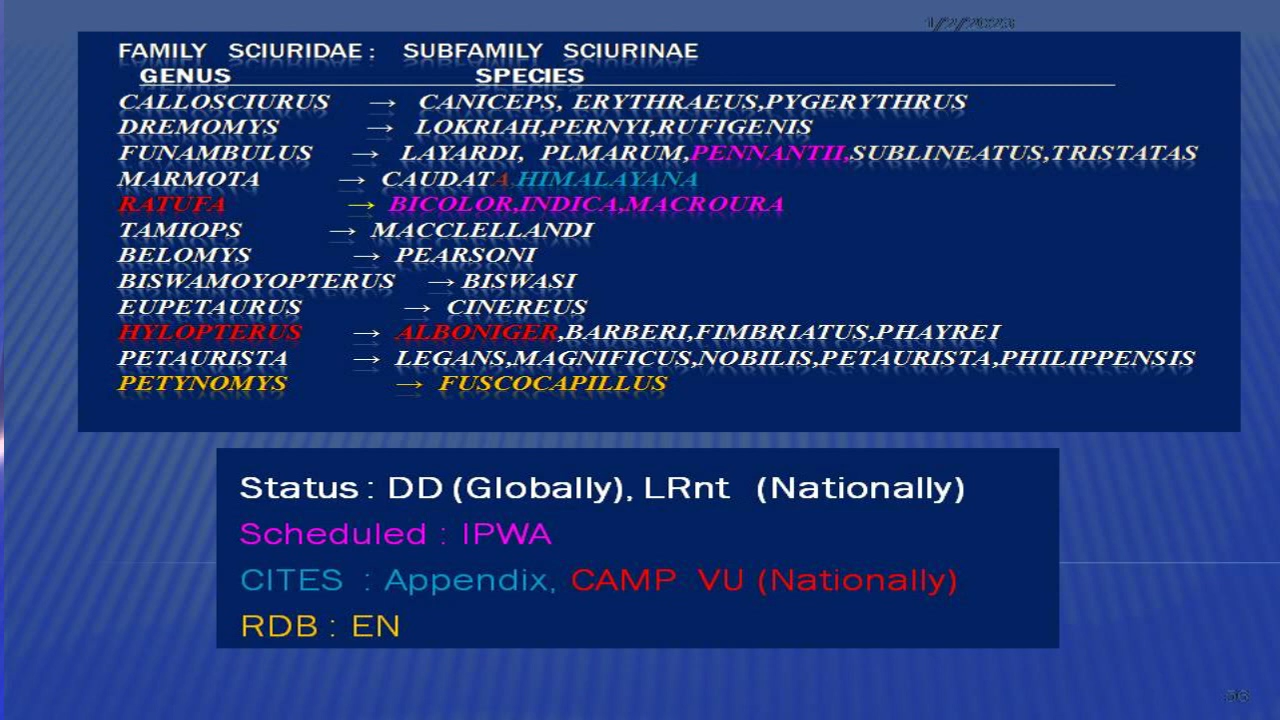 1/2/2023
FAMILY SCIURIDAE : SUBFAMILY SCIURINAE
GENUS SPECIES
CALLOSCIURUS → CANICEPS, ERYTHRAEUS,PYGERYTHRUS
DREMOMYS → LOKRIAH,PERNYI,RUFIGENIS
FUNAMBULUS → LAYARDI, PLMARUM,PENNANTII,SUBLINEATUS,TRISTATAS
MARMOTA → CAUDATA,HIMALAYANA
RATUFA → BICOLOR,INDICA,MACROURA
TAMIOPS → MACCLELLANDI
BELOMYS → PEARSONI
BISWAMOYOPTERUS → BISWASI
EUPETAURUS → CINEREUS
HYLOPTERUS → ALBONIGER,BARBERI,FIMBRIATUS,PHAYREI
PETAURISTA → LEGANS,MAGNIFICUS,NOBILIS,PETAURISTA,PHILIPPENSIS
PETYNOMYS → FUSCOCAPILLUS
Status : DD (Globally), LRnt (Nationally)
Scheduled : IPWA
CITES : Appendix, CAMP VU (Nationally)
RDB : EN